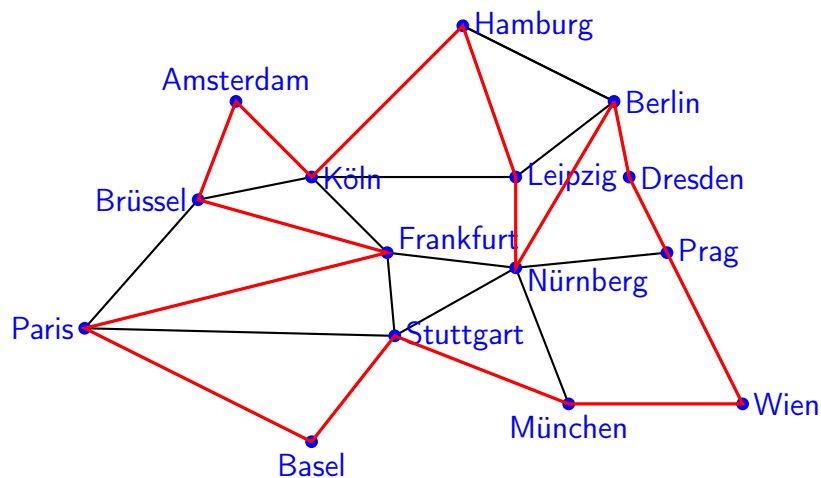 Hamburg
Amsterdam
Berlin
Köln
Leipzig
Dresden
Brüssel
Frankfurt
Prag
Nürnberg
Paris
Stuttgart
Wien
München
Basel